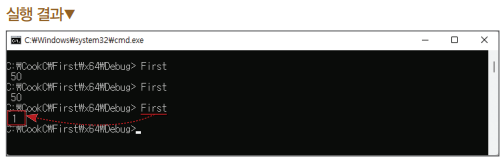 실행 결과▼
C:₩Windows₩system32₩cmd.exe
C:₩CookC₩First₩x64₩Debug> First
50
C:₩CookC₩First₩x64₩Debug> First
50
C:₩CookC₩First₩x64₩Debug> First
1
C:₩CookC₩First₩x64₩Debug>